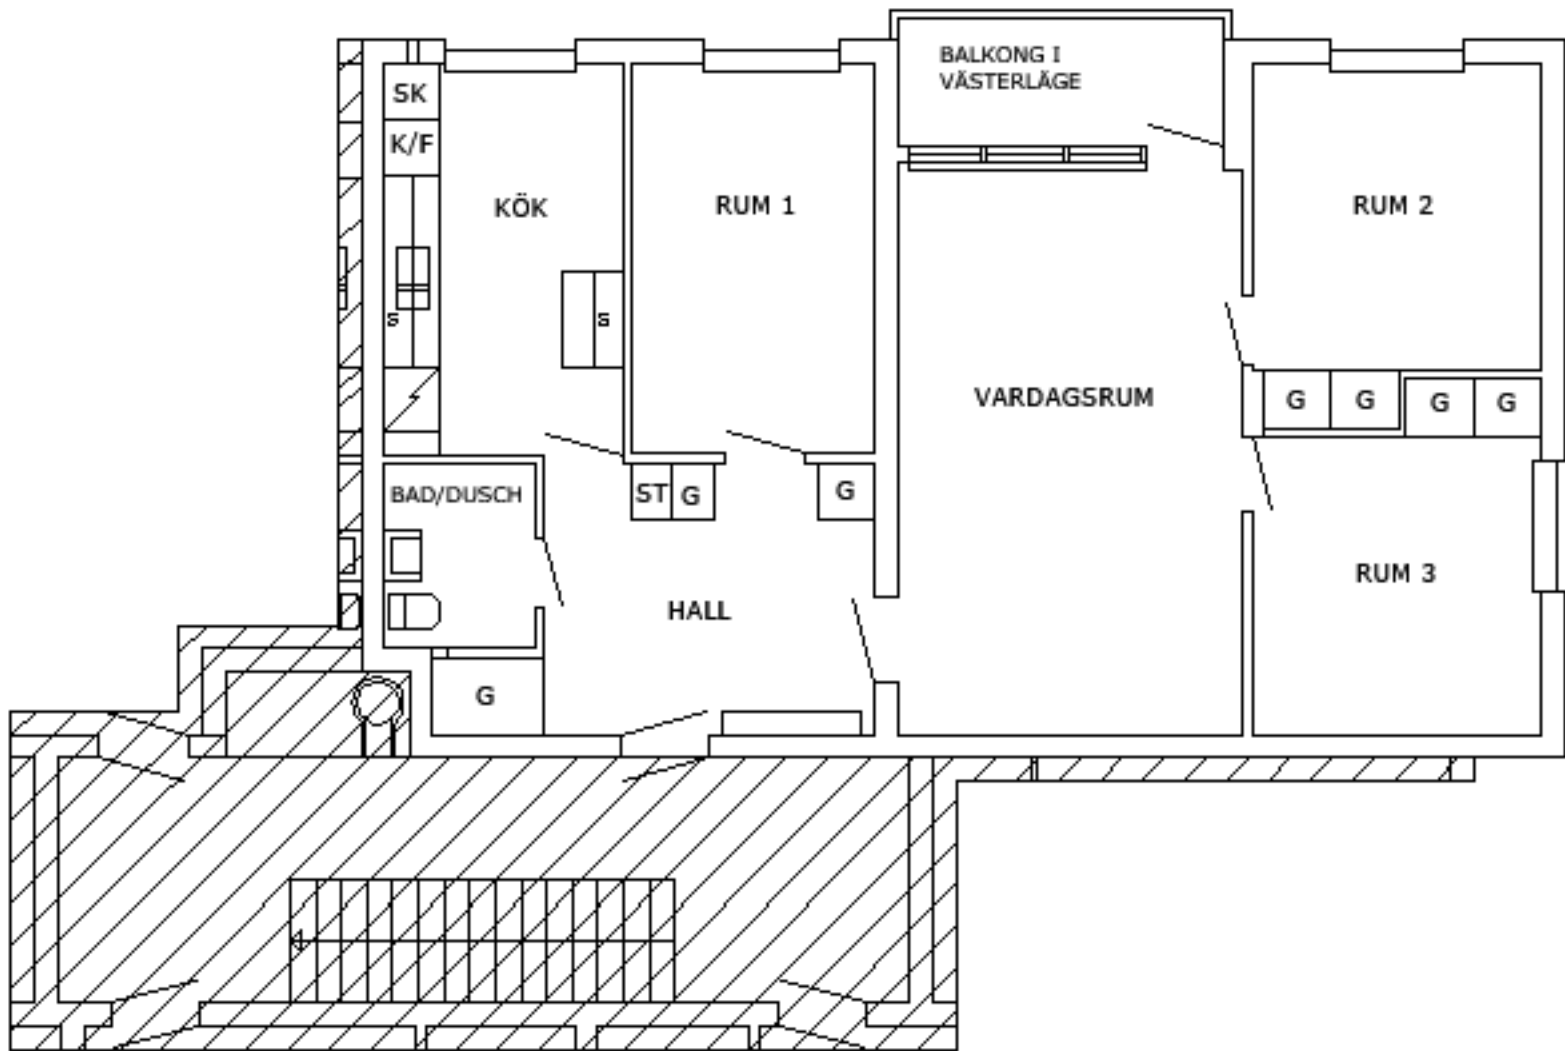 BALKONG I
VÄSTERLÄGE
SK
K/F
KÖK
RUM 1
RUM 2
S
S
VARDAGSRUM
G
G
G
G
BAD/DUSCH
ST
G
G
RUM 3
HALL
G